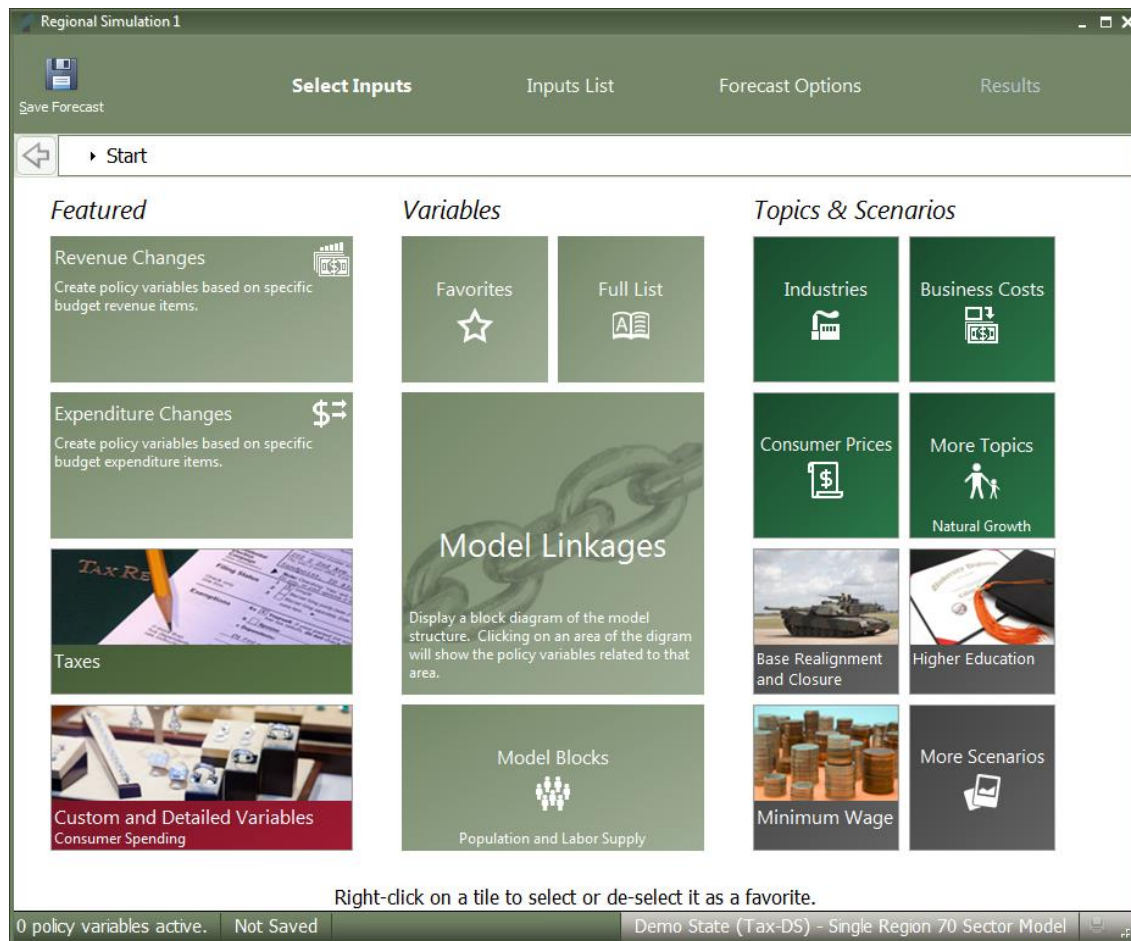 Regional Simulation 1
Save Forecast
Select Inputs
Inputs List
Forecast Options
Results
Start
Featured
Variables
Topics & Scenarios
Revenue Changes
Create policy variables based on specific
budget revenue items.
Expenditure Changes
Create policy variables based on specific
budget expenditure items.
TAX RE
Filing Status
Exemptions
Taxes
Custom and Detailed Variables
Consumer Spending
Favorites
Full List
A
Model Linkages
Display a block diagram of the model
structure. Clicking on an area of the digram
will show the policy variables related to that
area.
Model Blocks
Population and Labor Supply
Industries
Business Costs
Consumer Prices
More Topics
Natural Growth
Base Realignment
and Closure
Higher Education
Minimum Wage
More Scenarios
Right-click on a tile to select or de-select it as a favorite.
0 policy variables active.
Not Saved
Demo State (Tax-DS) - Single Region 70 Sector Model